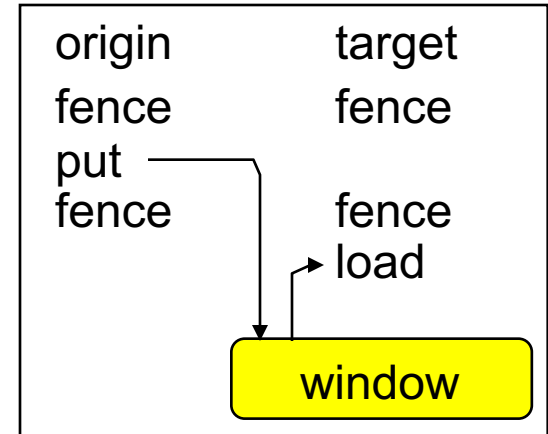 origin target
fence fence
put
fence fence
load
window